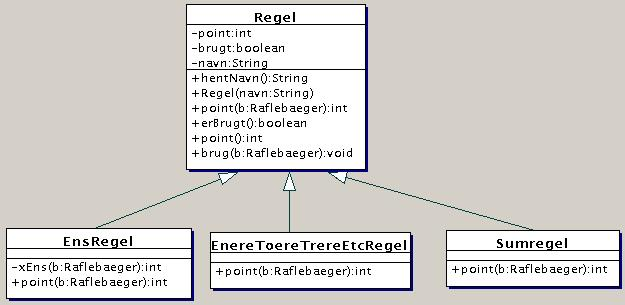 Regel
-point:int
-brugt:boolean
-navn:String
+hentNavn():String
+Regel(navn:String)
+point(b:Raflebaeger):int
+erBrugt():boolean
+point():int
+brug(b:Raflebaeger):void
EnsRegel
-xEns(b:Raflebaeger):int
+point(b:Raflebaeger):int
EnereToereTrereEtcRegel
+point(b:Raflebaeger):int
Sumregel
+point(b:Raflebaeger):int